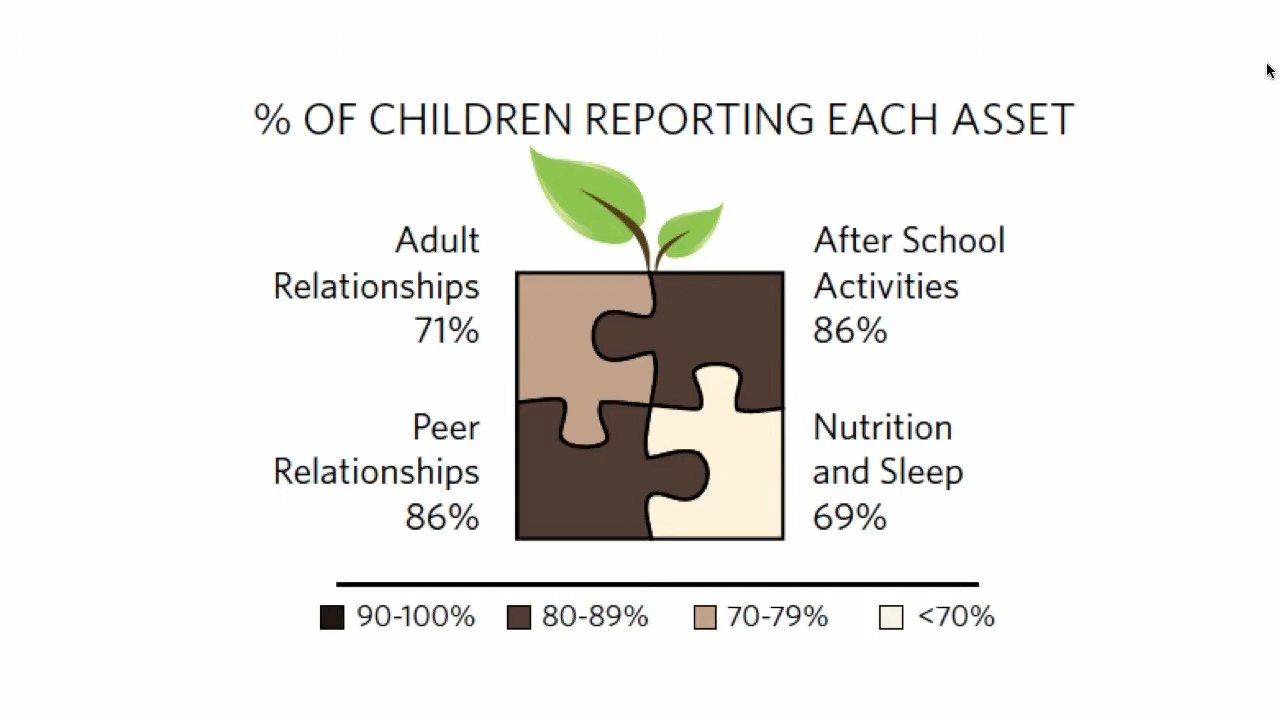 % OF CHILDREN REPORTING EACH ASSET
Adult
Relationships
71%
After School
Activities
86%
Peer
Relationships
86%
Nutrition
and Sleep
69%
90-100%
80-89%
70-79%
<70%